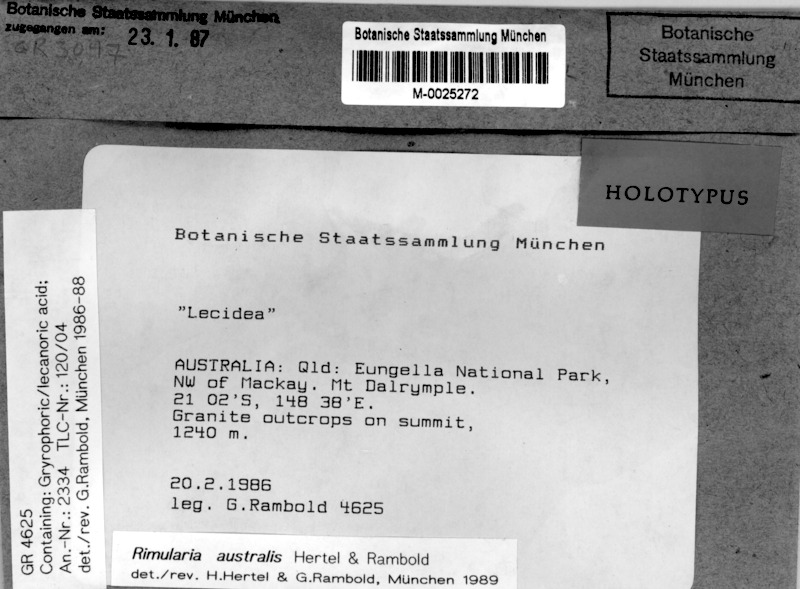 Botanische Staatssammlung München
zugegangen am: 23. 1. 87
GR 3047
Botanische Staatssammlung München
M-0025272
Botanische
Staatssammlung
München
HOLOTYPUS
Botanische Staatssammlung München
"Lecidea"
AUSTRALIA: Qld: Eungella National Park,
NW of Mackay. Mt Dalrymple.
21 02'S, 148 38'E.
Granite outcrops on summit,
1240 m.
20.2.1986
leg. G.Rambold 4625
GR 4625
Containing: Gryrophoric/lecanoric acid;
An.-Nr.: 2334 TLC-Nr.: 120/04
det./rev. G.Rambold, München 1986-88
Rimularia australis Hertel & Rambold
det./rev. H.Hertel & G.Rambold, München 1989